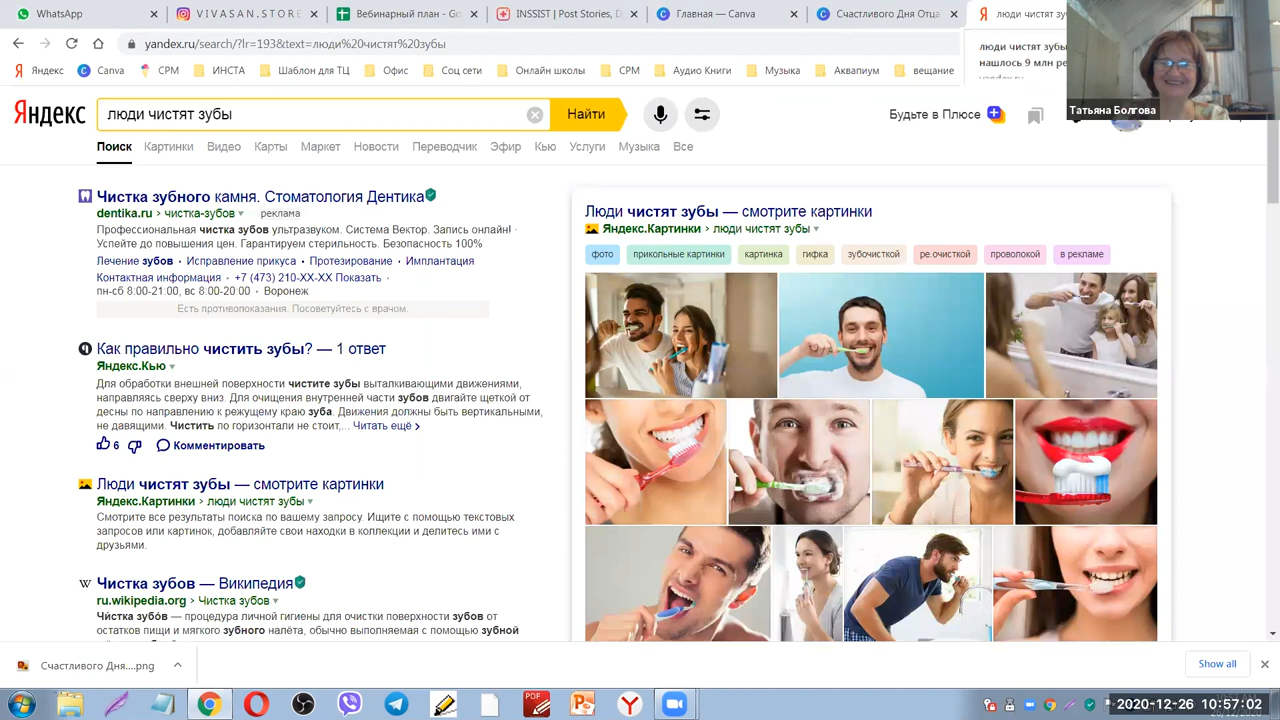 WhatsApp
V I V A S A N . S T O R E
Вебинарный план - Go
INSSIST | Post Stories, D
Главная — Canva
Счастливого Дня Отца
люди чистят зу
yandex.ru/search/?lr=193&text=люди%20чистят%20зубы
люди чистят зубы
нашлось 9 млн ре
yandex.ru
Яндекс
Canva
СРМ
ИНСТА
Шаблон для ТЦ
Офис
Соц сети
Онлайн школы
СРМ
Аудио Книги
Музыка
Аквапиум
вещание
Татьяна Болгова
Яндекс
люди чистят зубы
Найти
Будьте в Плюсе
Поиск
Картинки
Видео
Карты
Маркет
Новости
Переводчик
Эфир
Кью
Услуги
Музыка
Все
Чистка зубного камня. Стоматология Дентика
dentika.ru > чистка-зубов
реклама
Профессиональная чистка зубов ультразвуком. Система Вектор. Запись онлайн! ·
Успейте до повышения цен. Гарантируем стерильность. Безопасность 100%
Лечение зубов · Исправление прикуса · Протезирование · Имплантация
Контактная информация · +7 (473) 210-XX-XX Показать ·
пн-сб 8:00-21:00, вс 8:00-20:00 · Воронеж
Есть противопоказания. Посоветуйтесь с врачом.
Как правильно чистить зубы? — 1 ответ
Яндекс.Кью
Для обработки внешней поверхности чистите зубы выталкивающими движениями,
направляясь сверху вниз. Для очищения внутренней части зубов двигайте щеткой от
десны по направлению к режущему краю зуба. Движения должны быть вертикальными,
не давящими. Чистить по горизонтали не стоит,... Читать ещё >
6
Комментировать
Люди чистят зубы — смотрите картинки
Яндекс.Картинки > люди чистят зубы
Смотрите все результаты поиска по вашему запросу. Ищите с помощью текстовых
запросов или картинок, добавляйте свои находки в коллекции и делитесь ими с
друзьями.
W
Чистка зубов — Википедия
ru.wikipedia.org > Чистка зубов
Чи́стка зубо́в — процедура личной гигиены для очистки поверхности зубов от
остатков пищи и мягкого зубного налёта, обычно выполняемая с помощью зубной
Люди чистят зубы — смотрите картинки
Яндекс.Картинки > люди чистят зубы
фото
прикольные картинки
картинка
гифка
зубочисткой
ре.очисткой
проволокой
в рекламе
Счастливого Дня....png
Show all
PDF
2020-12-26 10:57:02